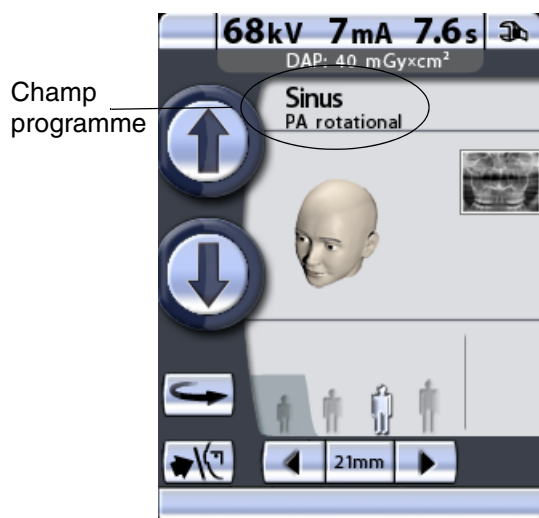 68kV 7mA 7.6s
DAP: 40 mGy×cm²
Champ
programme
Sinus
PA rotational
21mm